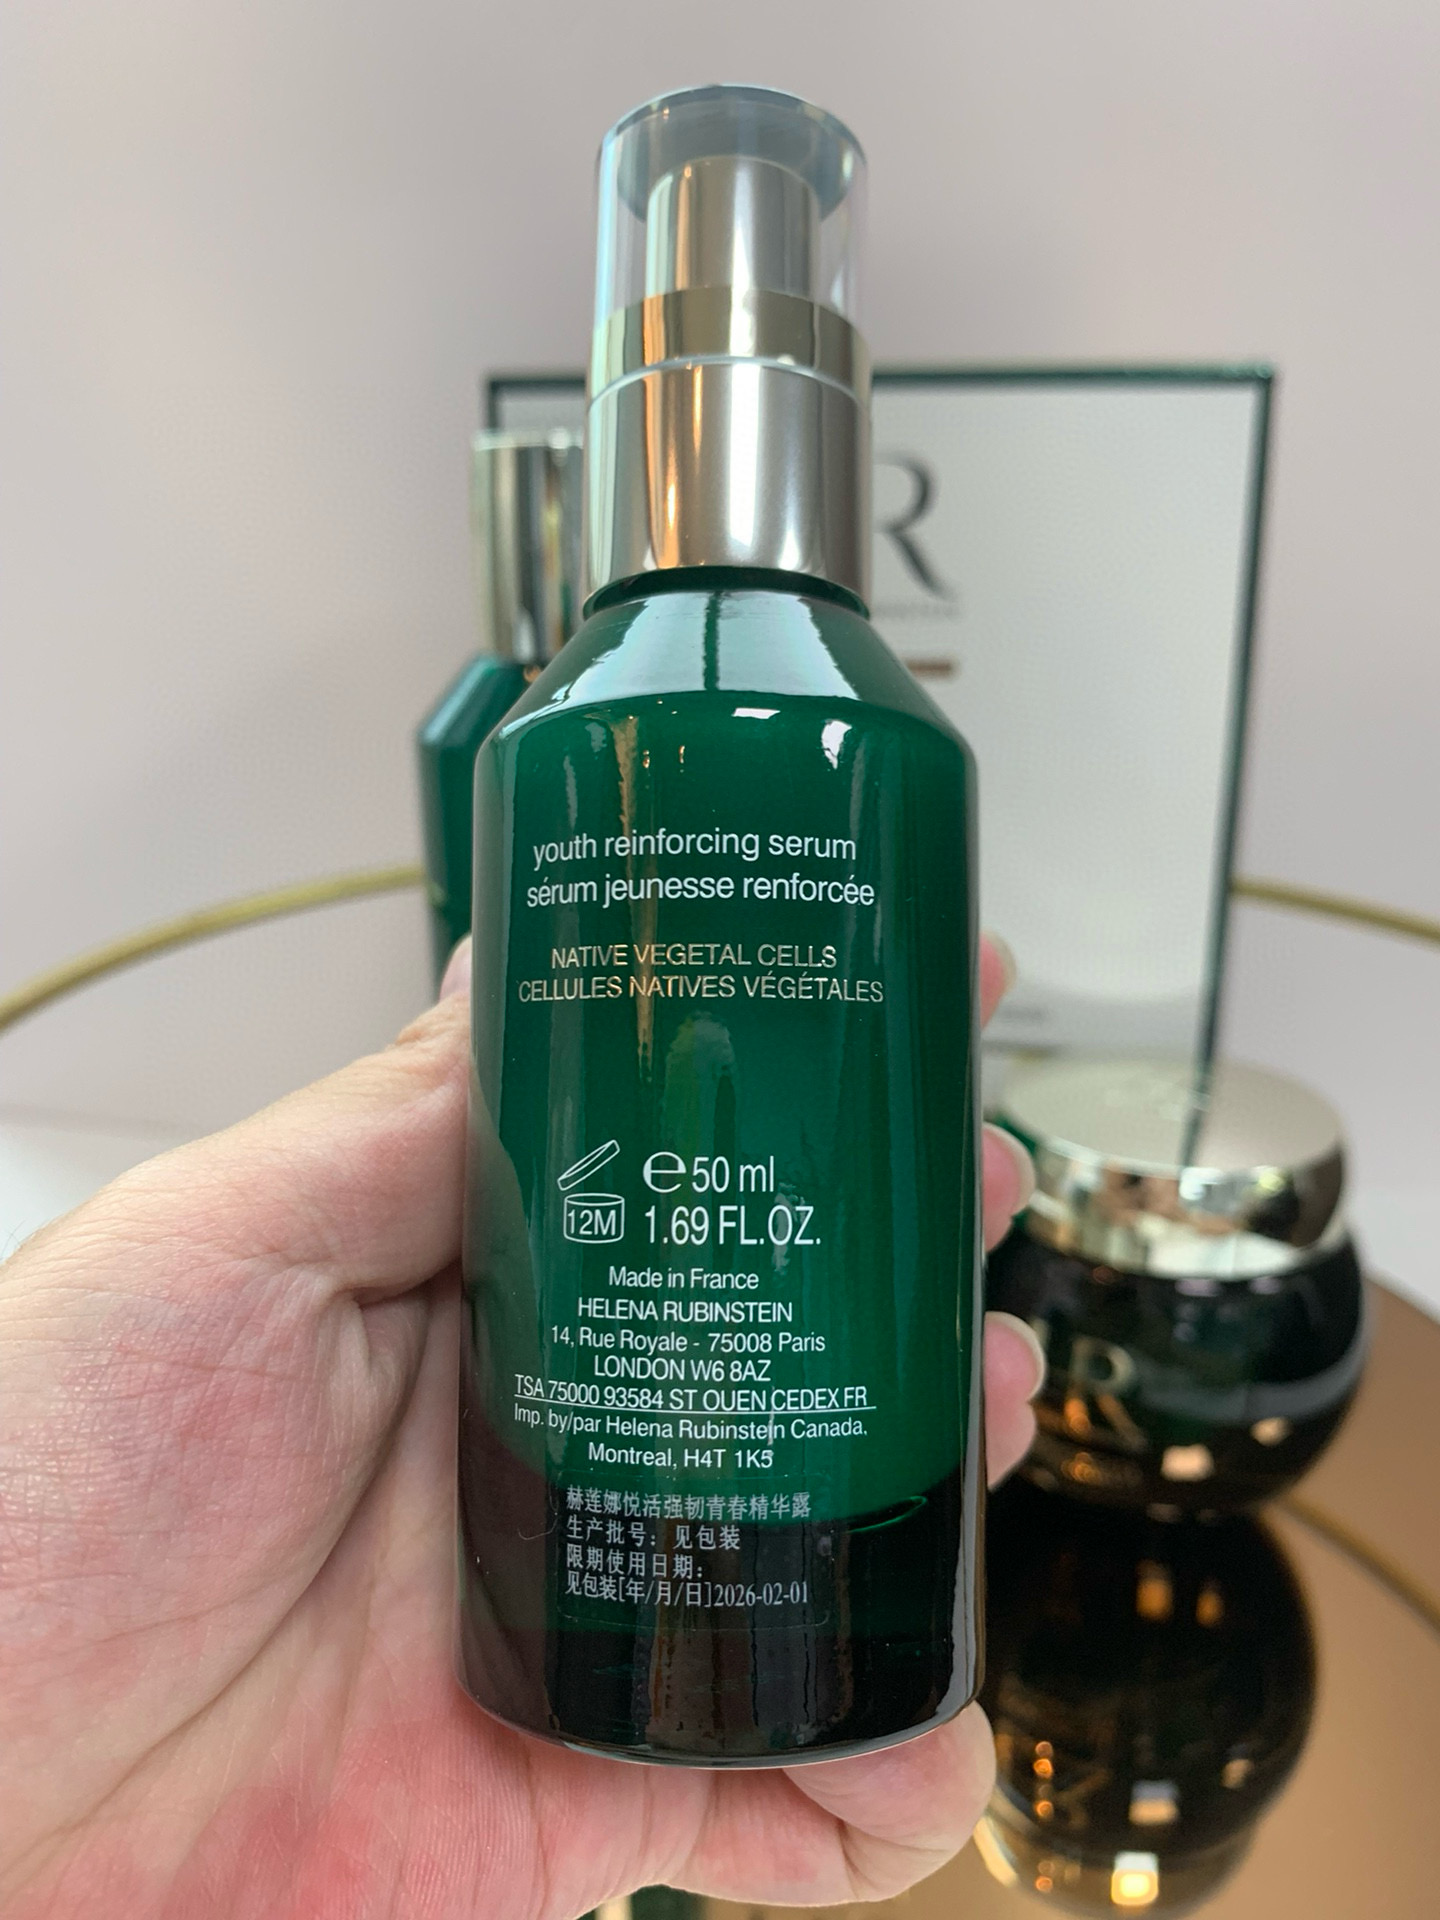 R
youth reinforcing serum
sérum jeunesse renforcée
NATIVE VEGETAL CELLS
CELLULES NATIVES VÉGÉTALES
12M
e 50 ml
1.69 FL.OZ.
Made in France
HELENA RUBINSTEIN
14, Rue Royale - 75008 Paris
LONDON W6 8AZ
TSA 75000 93584 ST OUEN CEDEX FR
Imp. by/par Helena Rubinstein Canada,
Montreal, H4T 1K5
赫莲娜悦活强韧青春精华露
生产批号：见包装
限期使用日期：
见包装[年/月/日]2026-02-01
R